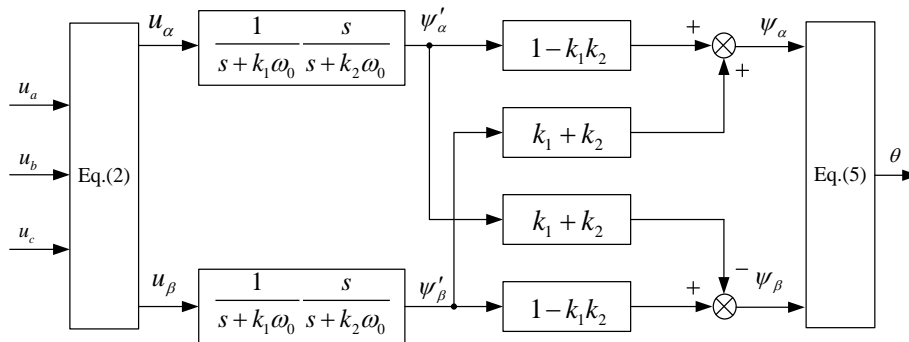 u_a
u_b
u_c
Eq.(2)
u_α
u_β
1/(s+k_1ω_0) s/(s+k_2ω_0)
1/(s+k_1ω_0) s/(s+k_2ω_0)
ψ'_α
ψ'_β
1-k_1k_2
k_1+k_2
k_1+k_2
1-k_1k_2
+
+
−
+
ψ_α
ψ_β
Eq.(5)
θ